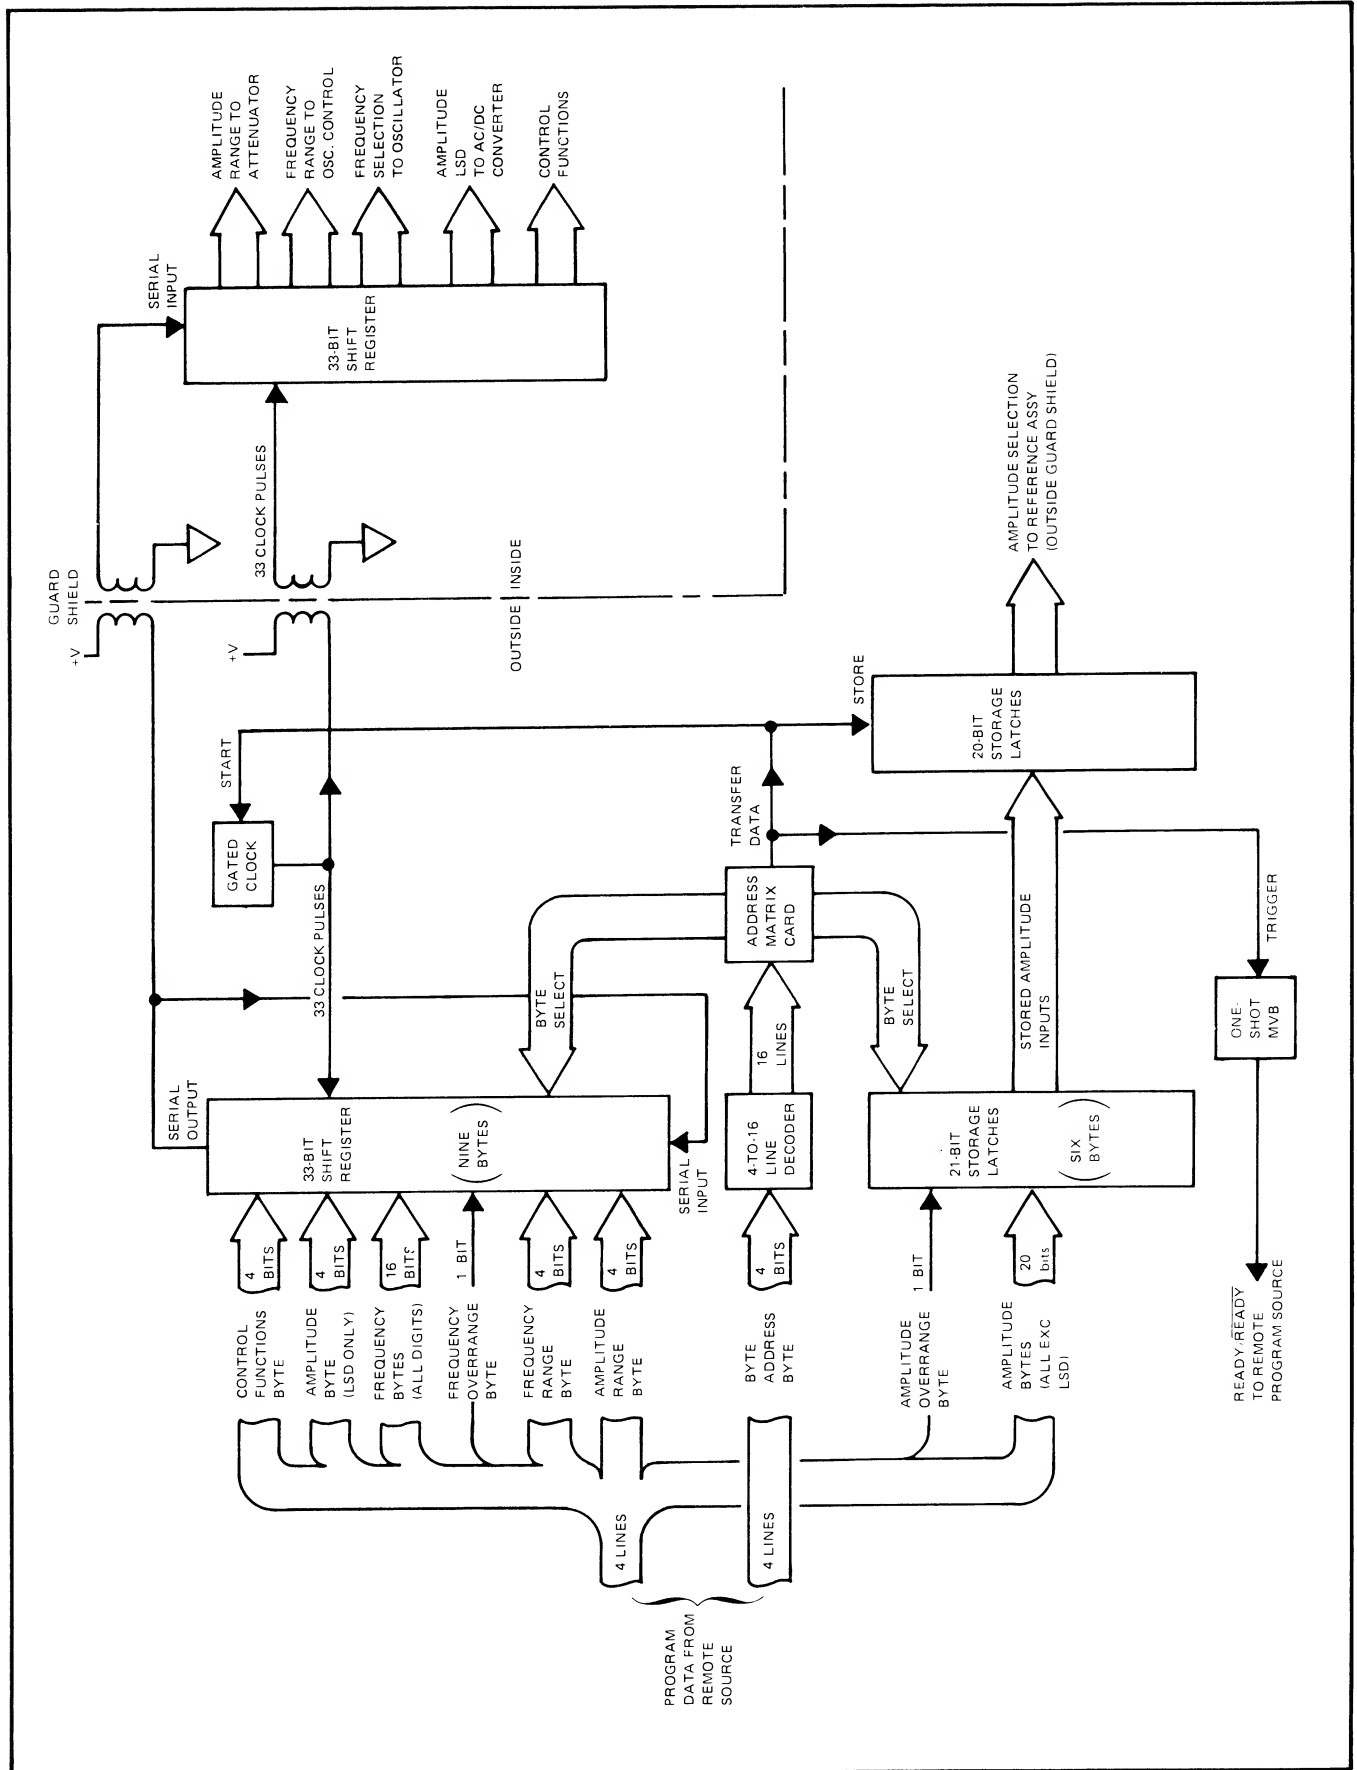 PROGRAM
DATA FROM
REMOTE
SOURCE
4 LINES
4 LINES
CONTROL
FUNCTIONS
BYTE
4
BITS
AMPLITUDE
BYTE
(LSD ONLY)
4
BITS
FREQUENCY
BYTES
(ALL DIGITS)
16
BITS
FREQUENCY
OVERRANGE
BYTE
1 BIT
FREQUENCY
RANGE
BYTE
4
BITS
AMPLITUDE
RANGE
BYTE
4
BITS
BYTE
ADDRESS
BYTE
4
BITS
AMPLITUDE
OVERRANGE
BYTE
1 BIT
AMPLITUDE
BYTES
(ALL EXC
LSD)
20
bits
READY/READY
TO REMOTE
PROGRAM SOURCE
SERIAL
OUTPUT
33-BIT
SHIFT
REGISTER
(NINE
BYTES)
SERIAL
INPUT
4-TO-16
LINE
DECODER
21-BIT
STORAGE
LATCHES
(SIX
BYTES)
16
LINES
BYTE
SELECT
BYTE
SELECT
ADDRESS
MATRIX
CARD
STORED AMPLITUDE
INPUTS
ONE-
SHOT
MVB
TRIGGER
33 CLOCK PULSES
GATED
CLOCK
START
TRANSFER
DATA
STORE
20-BIT
STORAGE
LATCHES
AMPLITUDE SELECTION
TO REFERENCE ASSY
(OUTSIDE GUARD SHIELD)
+V
+V
GUARD
SHIELD
OUTSIDE
INSIDE
33 CLOCK PULSES
SERIAL
INPUT
33-BIT
SHIFT
REGISTER
AMPLITUDE
RANGE TO
ATTENUATOR
FREQUENCY
RANGE TO
OSC. CONTROL
FREQUENCY
SELECTION
TO OSCILLATOR
AMPLITUDE
LSD
TO AC/DC
CONVERTER
CONTROL
FUNCTIONS